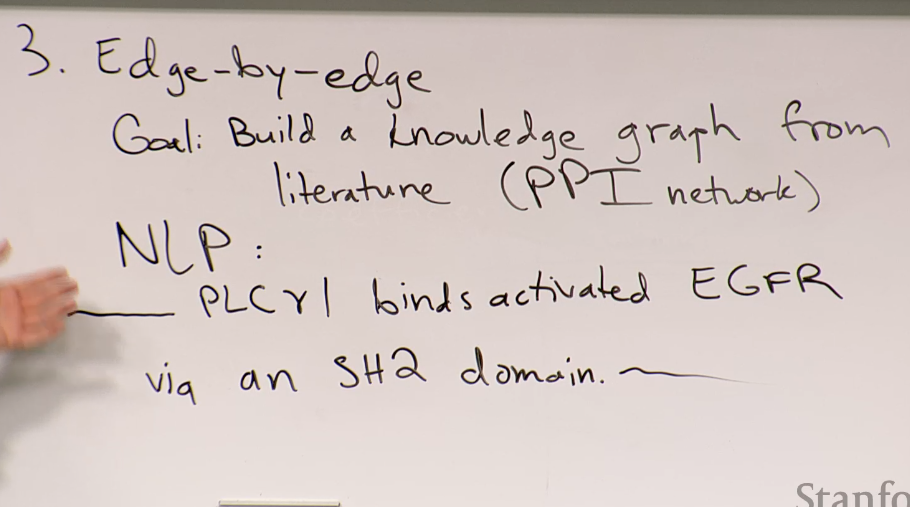 3. Edge-by-edge
Goal: Build a knowledge graph from
literature (PPI network)
NLP:
PLCγ1 binds activated EGFR
via an SH2 domain.
Stanfo